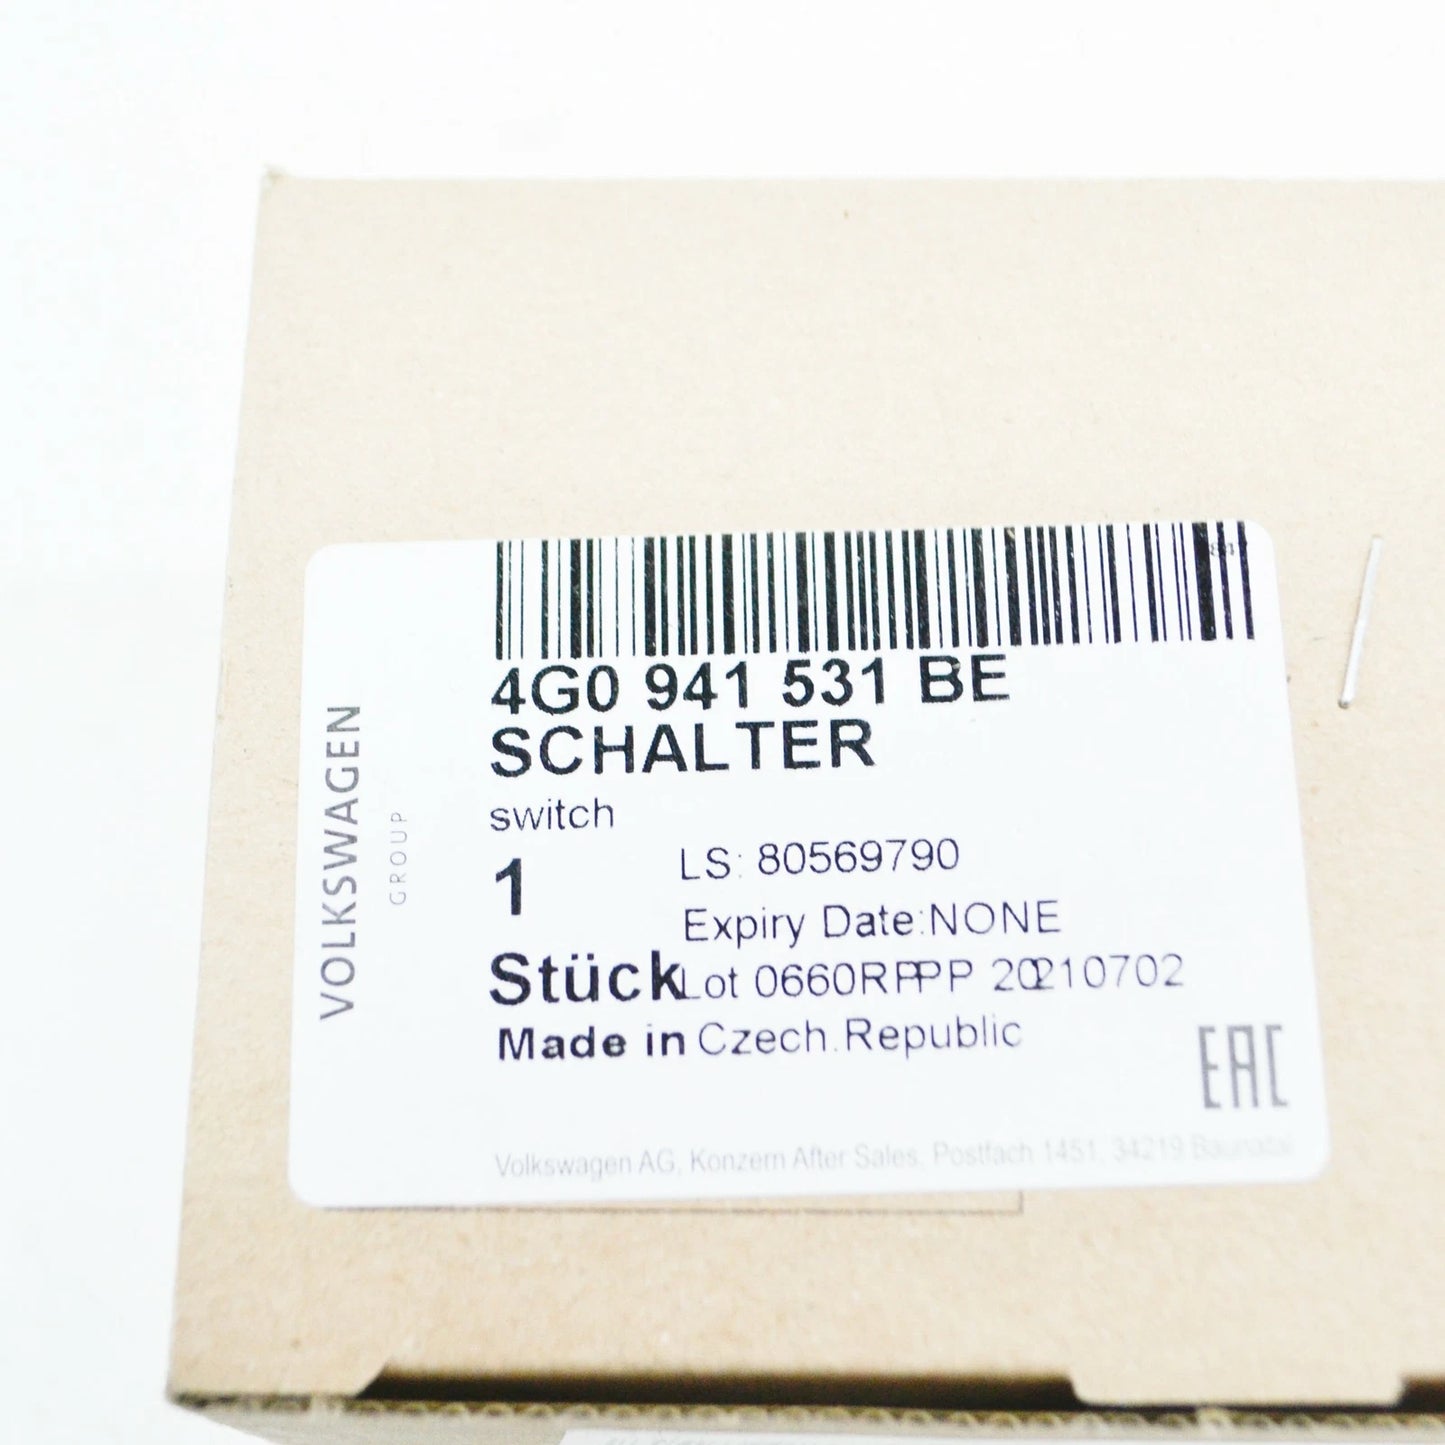 4G0 941 531 BE
SCHALTER
switch
1
LS: 80569790
Expiry Date:NONE
Stück
Lot 0660RPPP 20210702
Made in Czech.Republic
EAC
Volkswagen AG, Konzern After Sales, Postfach 1451, 34219 Baunatal
VOLKSWAGEN
GROUP